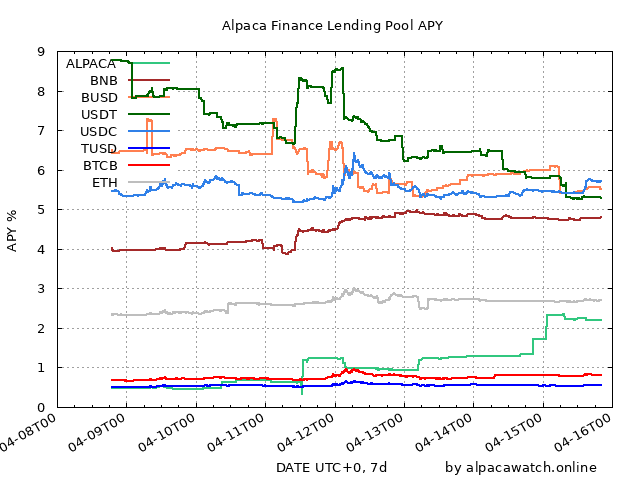 Alpaca Finance Lending Pool APY
9
8
7
6
5
4
3
2
1
0
APY %
ALPACA
BNB
BUSD
USDT
USDC
TUSD
BTCB
ETH
04-08T00
04-09T00
04-10T00
04-11T00
04-12T00
04-13T00
04-14T00
04-15T00
04-16T00
DATE UTC+0, 7d
by alpacawatch.online